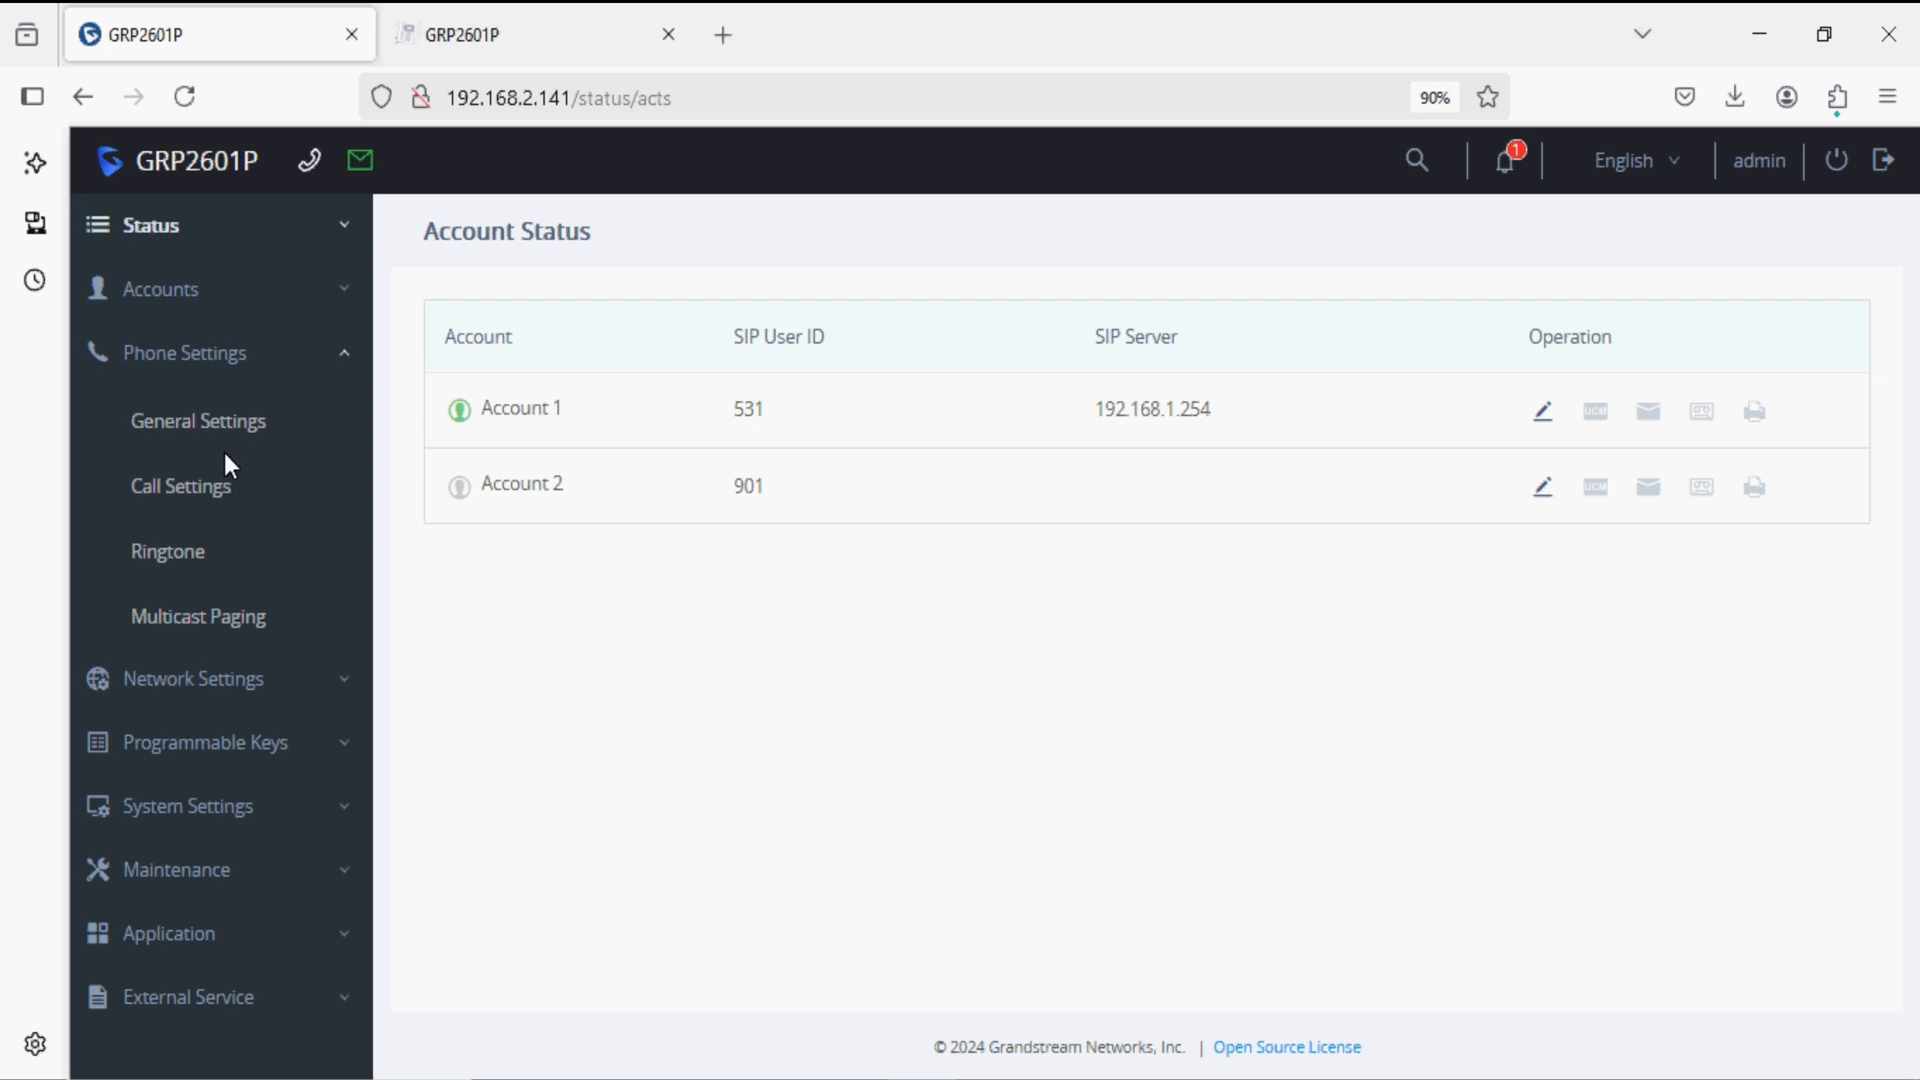 GRP2601P
GRP2601P
192.168.2.141/status/acts
90%
GRP2601P
1
English
admin
Status
Accounts
Phone Settings
General Settings
Call Settings
Ringtone
Multicast Paging
Network Settings
Programmable Keys
System Settings
Maintenance
Application
External Service
Account Status
Account SIP User ID SIP Server Operation
Account 1 531 192.168.1.254 UCM
Account 2 901 UCM
© 2024 Grandstream Networks, Inc. | Open Source License